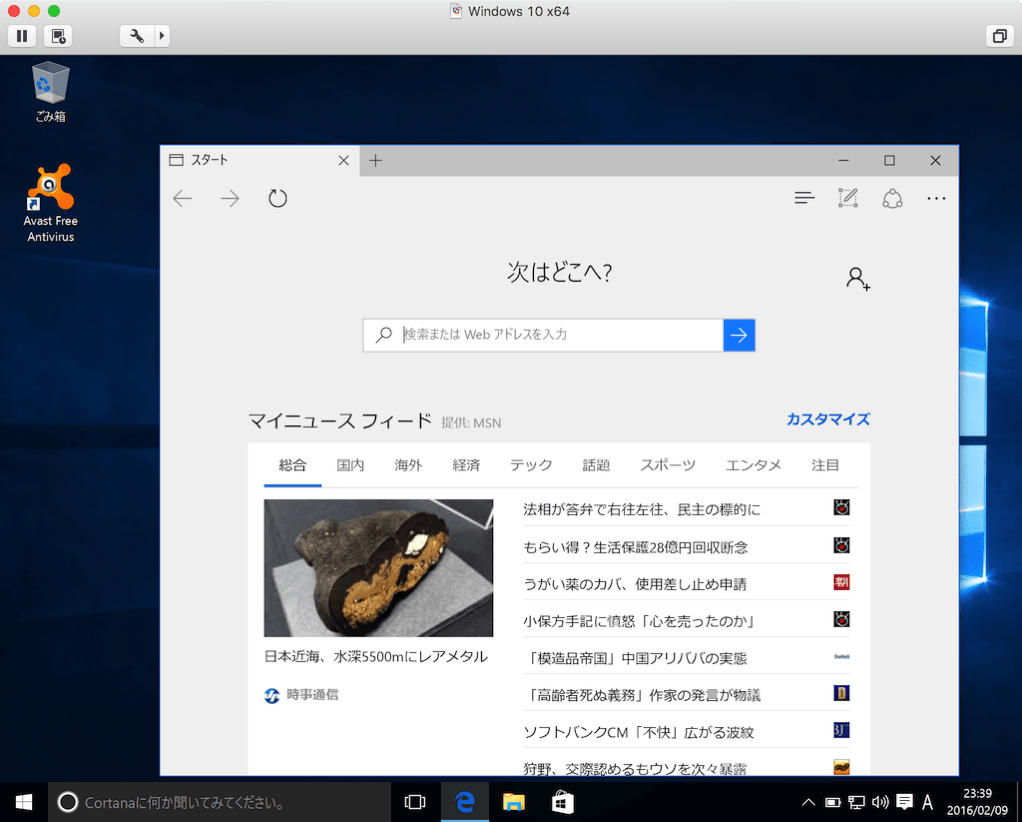 Windows 10 x64
ごみ箱
Avast Free
Antivirus
スタート
次はどこへ?
検索または Web アドレスを入力
マイニュース フィード 提供: MSN
カスタマイズ
総合 国内 海外 経済 テック 話題 スポーツ エンタメ 注目
日本近海、水深5500mにレアメタル
時事通信
法相が答弁で右往左往、民主の標的に
もらい得？生活保護28億円回収断念
うがい薬のカバ、使用差し止め申請
小保方手記に憤怒「心を売ったのか」
「模造品帝国」中国アリババの実態
「高齢者死ぬ義務」作家の発言が物議
ソフトバンクCM「不快」広がる波紋
狩野、交際認めるもウソを次々暴露
Cortanaに何か聞いてみてください。
A
23:39
2016/02/09